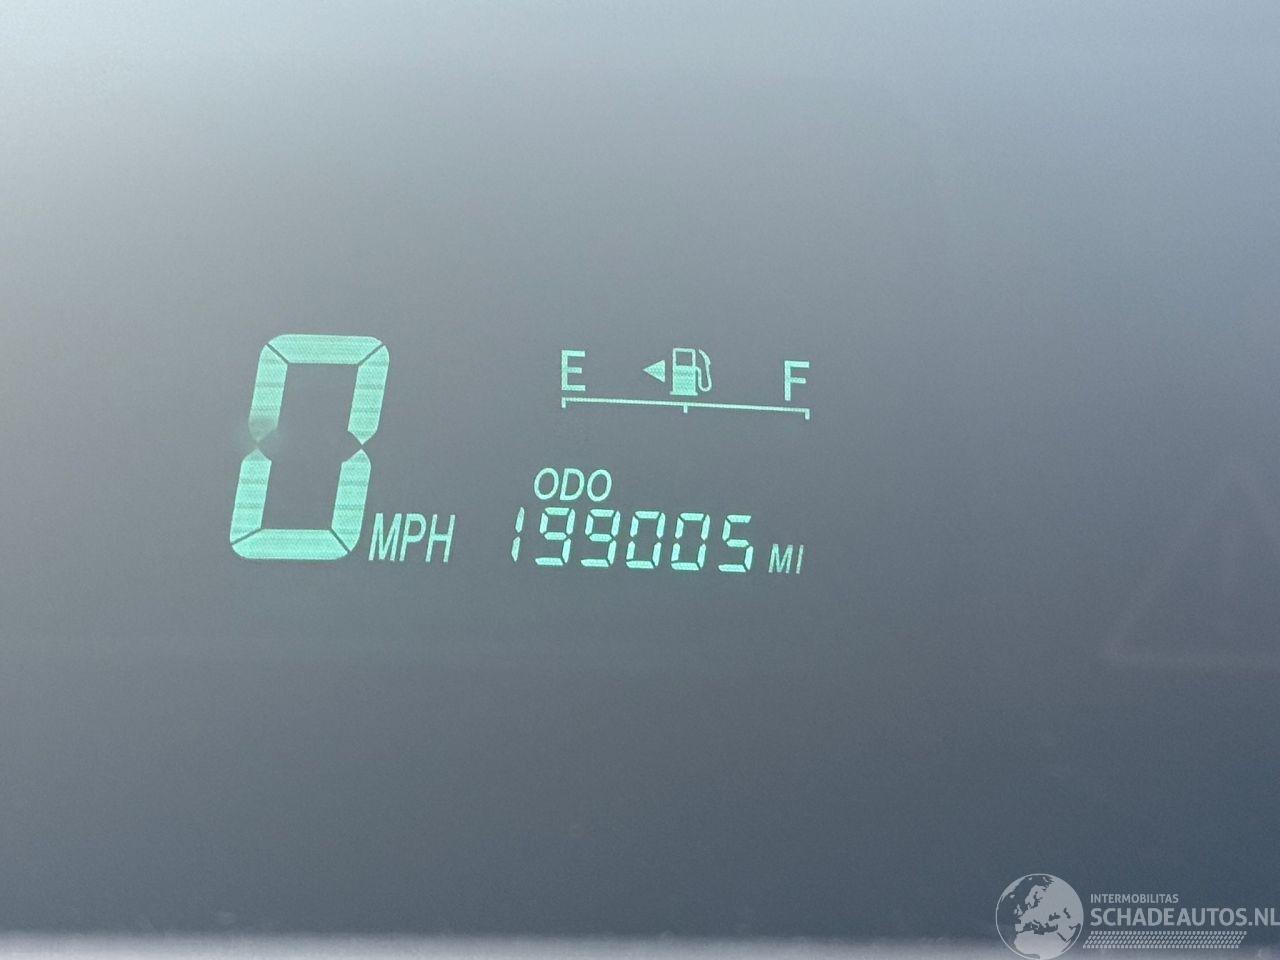 0 MPH
E F
ODO
199005 MI
INTERMOBILITAS
SCHADEAUTOS.NL